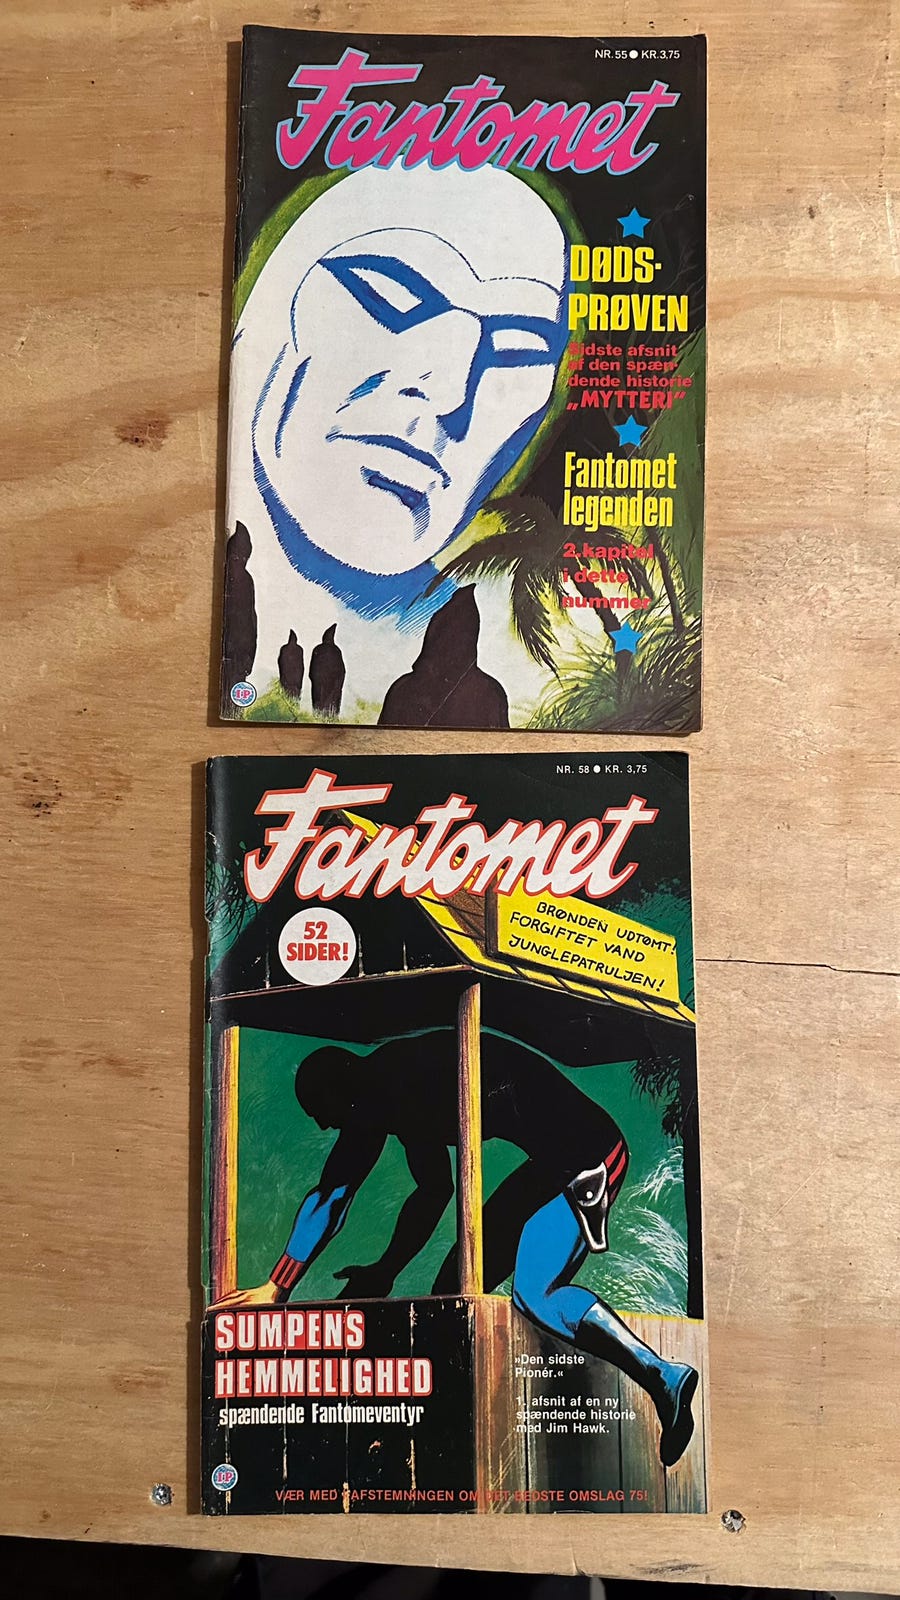 NR.55 ● KR.3,75
Fantomet
DØDS-
PRØVEN
Sidste afsnit
af den spæn-
dende historie
„MYTTERI"
Fantomet
legenden
2. kapitel
i dette
nummer
I·P
NR. 58 ● KR. 3,75
Fantomet
52
SIDER!
BRØNDEN UDTØMT!
FORGIFTET VAND
JUNGLEPATRULJEN!
SUMPENS
HEMMELIGHED
spændende Fantomeventyr
»Den sidste
Pionér.«
1. afsnit af en ny
spændende historie
med Jim Hawk.
I·P
VÆR MED I AFSTEMNINGEN OM DET BEDSTE OMSLAG 75!